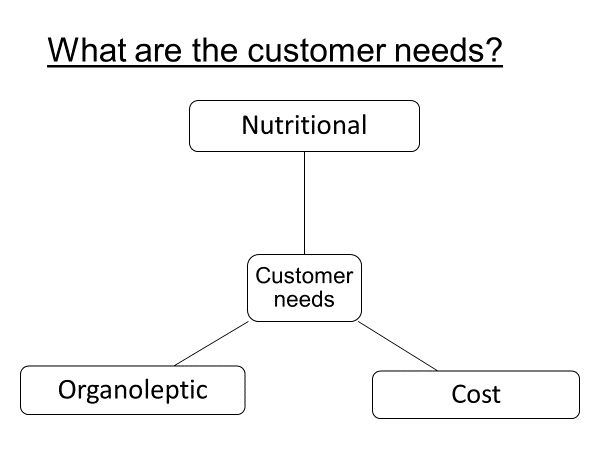 What are the customer needs?
Nutritional
Customer
needs
Organoleptic
Cost